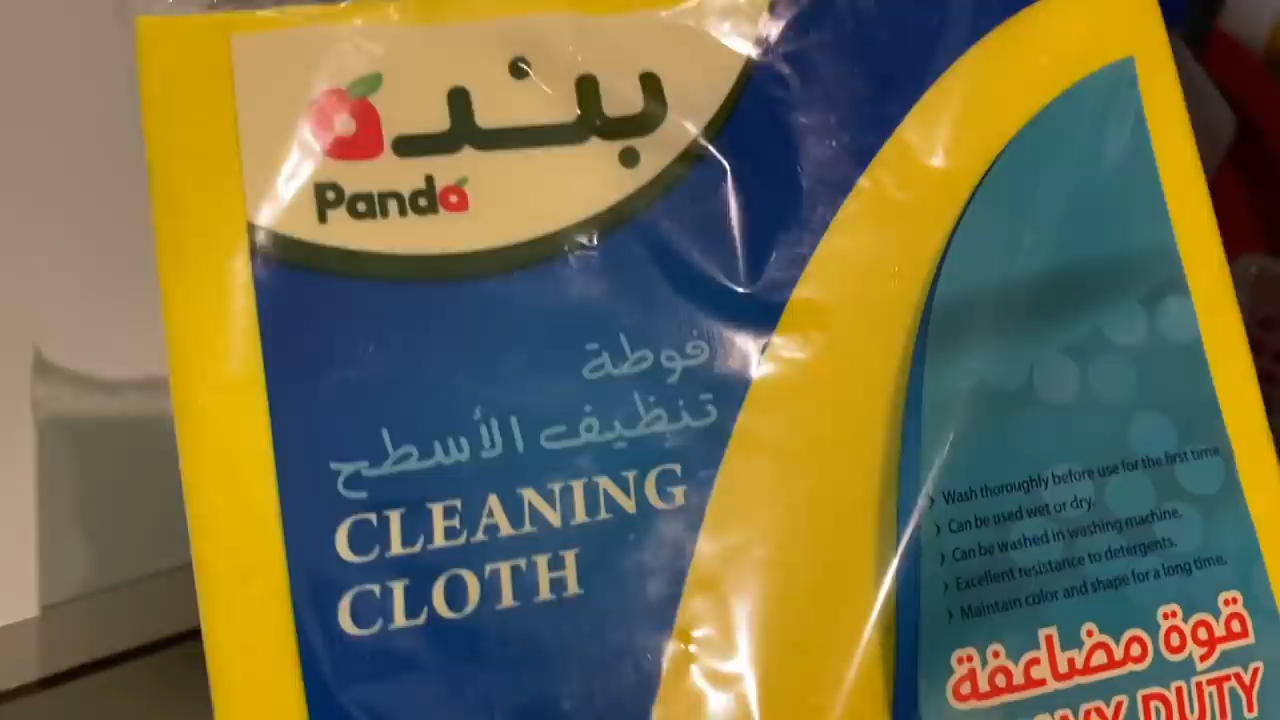 بنده
Panda
فوطة
تنظيف الأسطح
CLEANING
CLOTH
› Wash thoroughly before use for the first time
› Can be used wet or dry.
› Can be washed in washing machine.
› Excellent resistance to detergents.
› Maintain color and shape for a long time.
قوة مضاعفة
DUTY